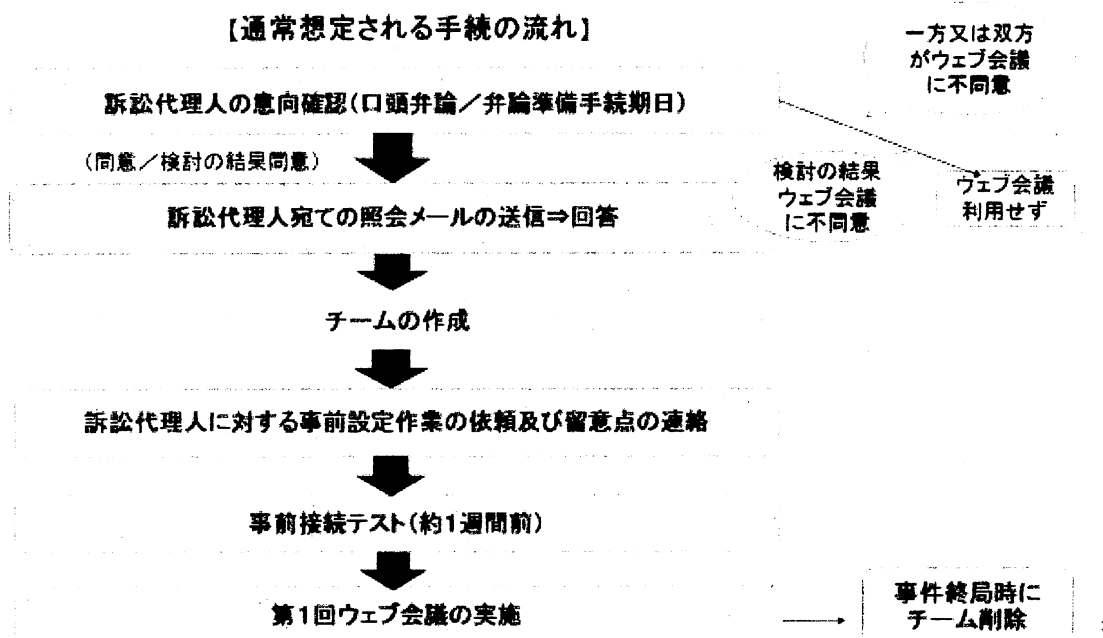 【通常想定される手続の流れ】
一方又は双方
がウェブ会議
に不同意
訴訟代理人の意向確認(口頭弁論/弁論準備手続期日)
(同意/検討の結果同意)
検討の結果
ウェブ会議
に不同意
ウェブ会議
利用せず
訴訟代理人宛ての照会メールの送信⇒回答
チームの作成
訴訟代理人に対する事前設定作業の依頼及び留意点の連絡
事前接続テスト(約1週間前)
第1回ウェブ会議の実施
事件終局時に
チーム削除